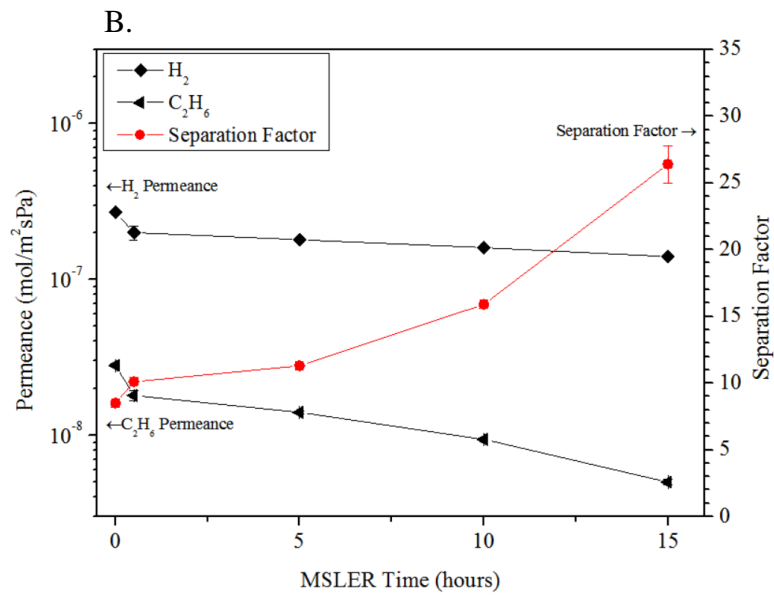 B.
H₂
C₂H₆
Separation Factor
Separation Factor →
←H₂ Permeance
←C₂H₆ Permeance
Permeance (mol/m²sPa)
10⁻⁶
10⁻⁷
10⁻⁸
35
30
25
20
15
10
5
0
Separation Factor
0 5 10 15
MSLER Time (hours)